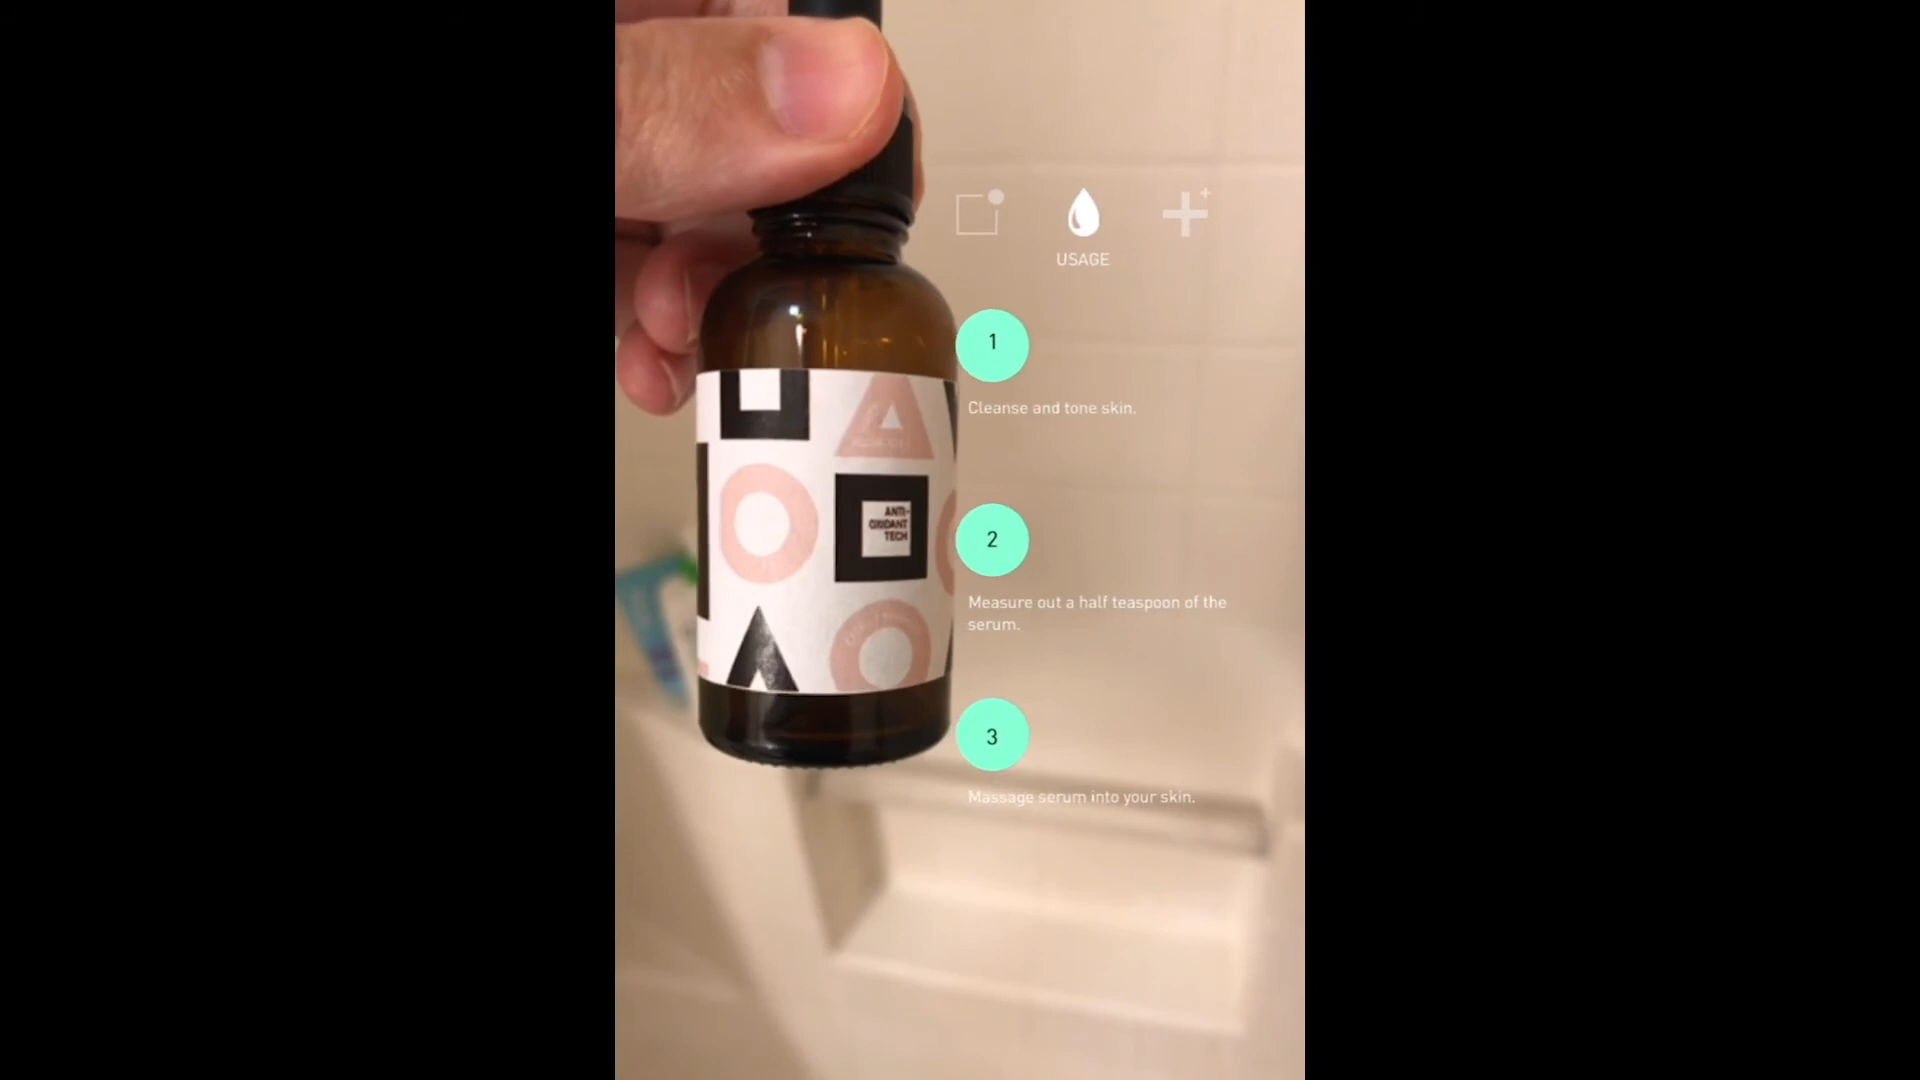 USAGE
1
Cleanse and tone skin.
ANTI-
OXIDANT
TECH
2
Measure out a half teaspoon of the
serum.
3
Massage serum into your skin.